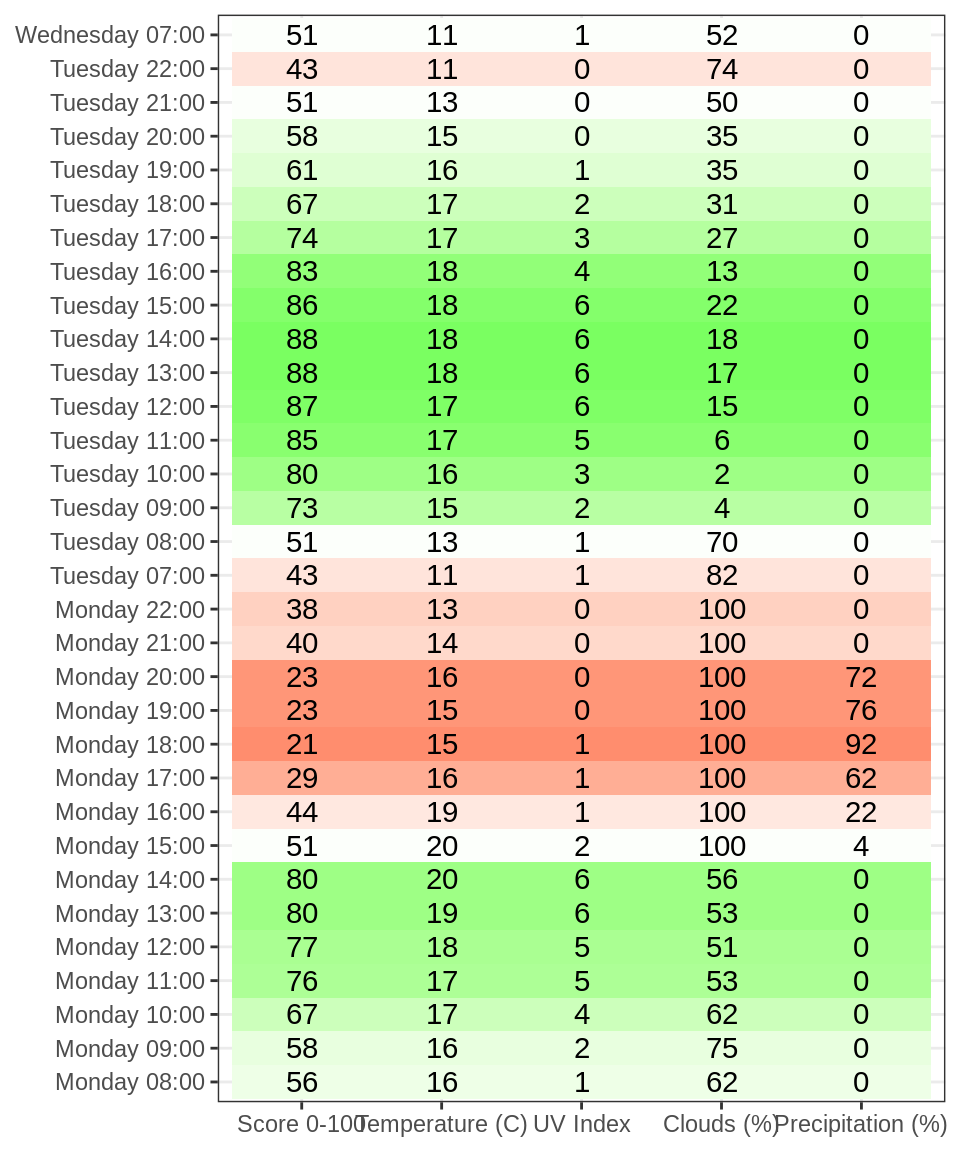 Wednesday 07:00 51 11 1 52 0
Tuesday 22:00 43 11 0 74 0
Tuesday 21:00 51 13 0 50 0
Tuesday 20:00 58 15 0 35 0
Tuesday 19:00 61 16 1 35 0
Tuesday 18:00 67 17 2 31 0
Tuesday 17:00 74 17 3 27 0
Tuesday 16:00 83 18 4 13 0
Tuesday 15:00 86 18 6 22 0
Tuesday 14:00 88 18 6 18 0
Tuesday 13:00 88 18 6 17 0
Tuesday 12:00 87 17 6 15 0
Tuesday 11:00 85 17 5 6 0
Tuesday 10:00 80 16 3 2 0
Tuesday 09:00 73 15 2 4 0
Tuesday 08:00 51 13 1 70 0
Tuesday 07:00 43 11 1 82 0
Monday 22:00 38 13 0 100 0
Monday 21:00 40 14 0 100 0
Monday 20:00 23 16 0 100 72
Monday 19:00 23 15 0 100 76
Monday 18:00 21 15 1 100 92
Monday 17:00 29 16 1 100 62
Monday 16:00 44 19 1 100 22
Monday 15:00 51 20 2 100 4
Monday 14:00 80 20 6 56 0
Monday 13:00 80 19 6 53 0
Monday 12:00 77 18 5 51 0
Monday 11:00 76 17 5 53 0
Monday 10:00 67 17 4 62 0
Monday 09:00 58 16 2 75 0
Monday 08:00 56 16 1 62 0
Score 0-100 Temperature (C) UV Index Clouds (%) Precipitation (%)